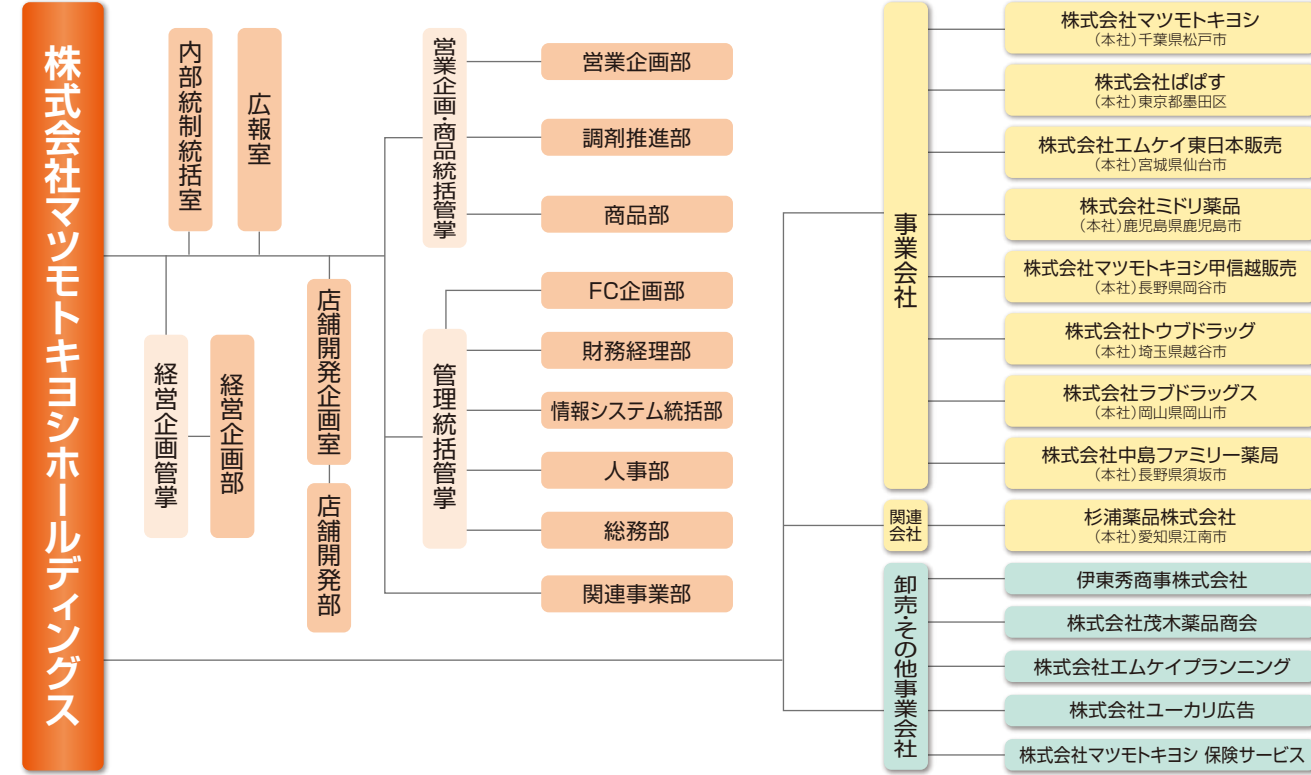 株式会社マツモトキヨシホールディングス
内部統制統括室
広報室
経営企画管掌
経営企画部
店舗開発企画室
店舗開発部
営業企画・商品統括管掌
営業企画部
調剤推進部
商品部
管理統括管掌
FC企画部
財務経理部
情報システム統括部
人事部
総務部
関連事業部
事業会社
株式会社マツモトキヨシ
（本社）千葉県松戸市
株式会社ぱぱす
（本社）東京都墨田区
株式会社エムケイ東日本販売
（本社）宮城県仙台市
株式会社ミドリ薬品
（本社）鹿児島県鹿児島市
株式会社マツモトキヨシ甲信越販売
（本社）長野県岡谷市
株式会社トウブドラッグ
（本社）埼玉県越谷市
株式会社ラブドラッグス
（本社）岡山県岡山市
株式会社中島ファミリー薬局
（本社）長野県須坂市
関連
会社
杉浦薬品株式会社
（本社）愛知県江南市
卸売・その他事業会社
伊東秀商事株式会社
株式会社茂木薬品商会
株式会社エムケイプランニング
株式会社ユーカリ広告
株式会社マツモトキヨシ 保険サービス